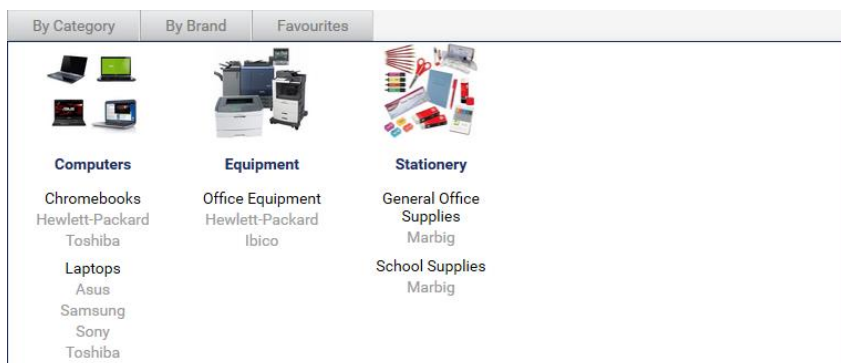 By Category
By Brand
Favourites
Computers
Chromebooks
Hewlett-Packard
Toshiba
Laptops
Asus
Samsung
Sony
Toshiba
Equipment
Office Equipment
Hewlett-Packard
Ibico
Stationery
General Office
Supplies
Marbig
School Supplies
Marbig